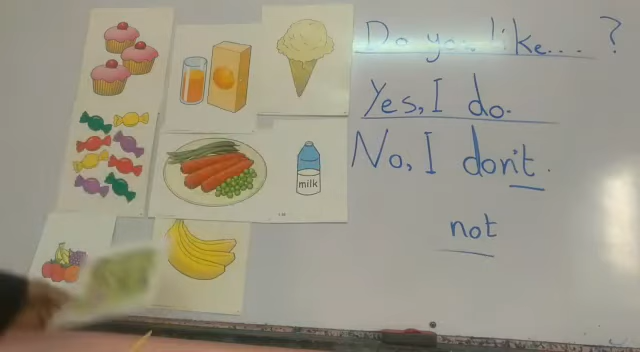 Do you like.... ?
Yes, I do.
No, I don't.
not
milk